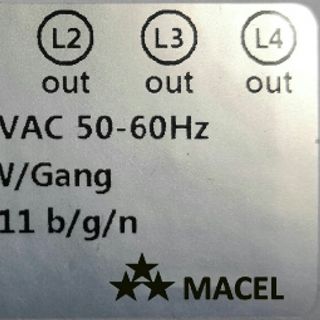 L2 L3 L4
out out out
VAC 50-60Hz
W/Gang
11 b/g/n
MACEL